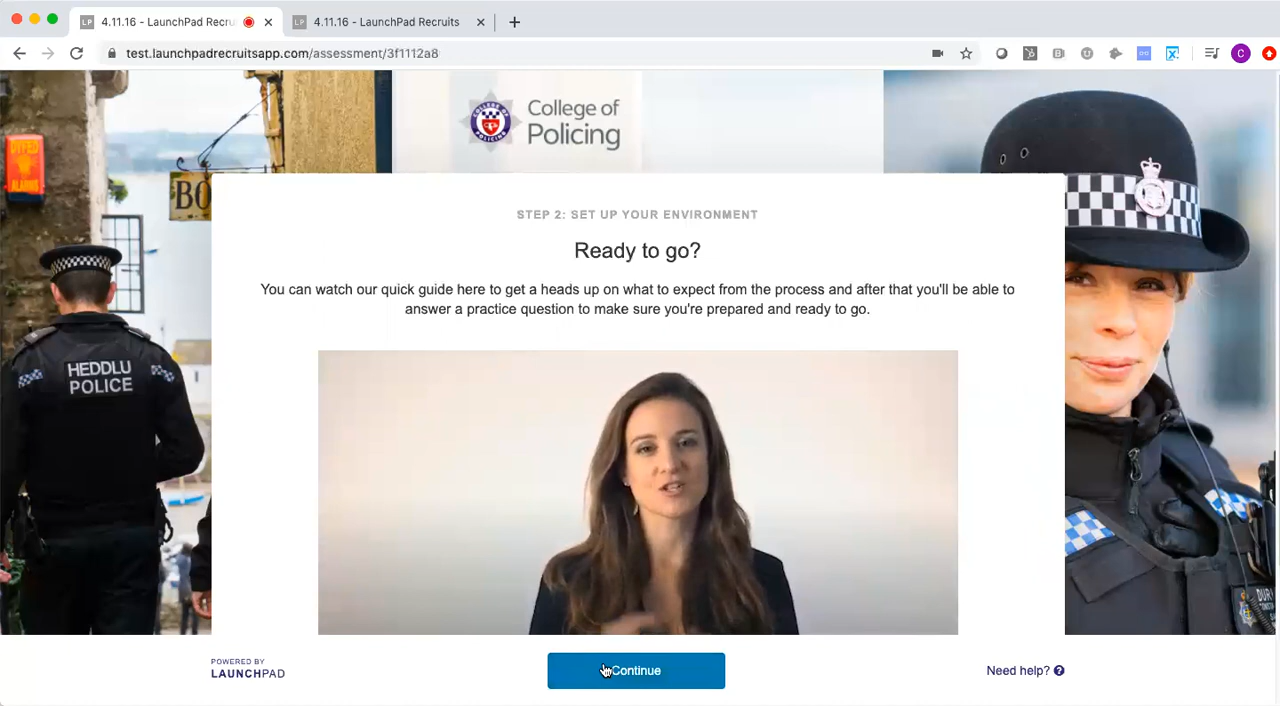 4.11.16 - LaunchPad Recru
4.11.16 - LaunchPad Recruits
test.launchpadrecruitsapp.com/assessment/3f1112a8
C
College of
Policing
BO
HEDDLU
POLICE
STEP 2: SET UP YOUR ENVIRONMENT
Ready to go?
You can watch our quick guide here to get a heads up on what to expect from the process and after that you'll be able to
answer a practice question to make sure you're prepared and ready to go.
POWERED BY
LAUNCHPAD
Continue
Need help?